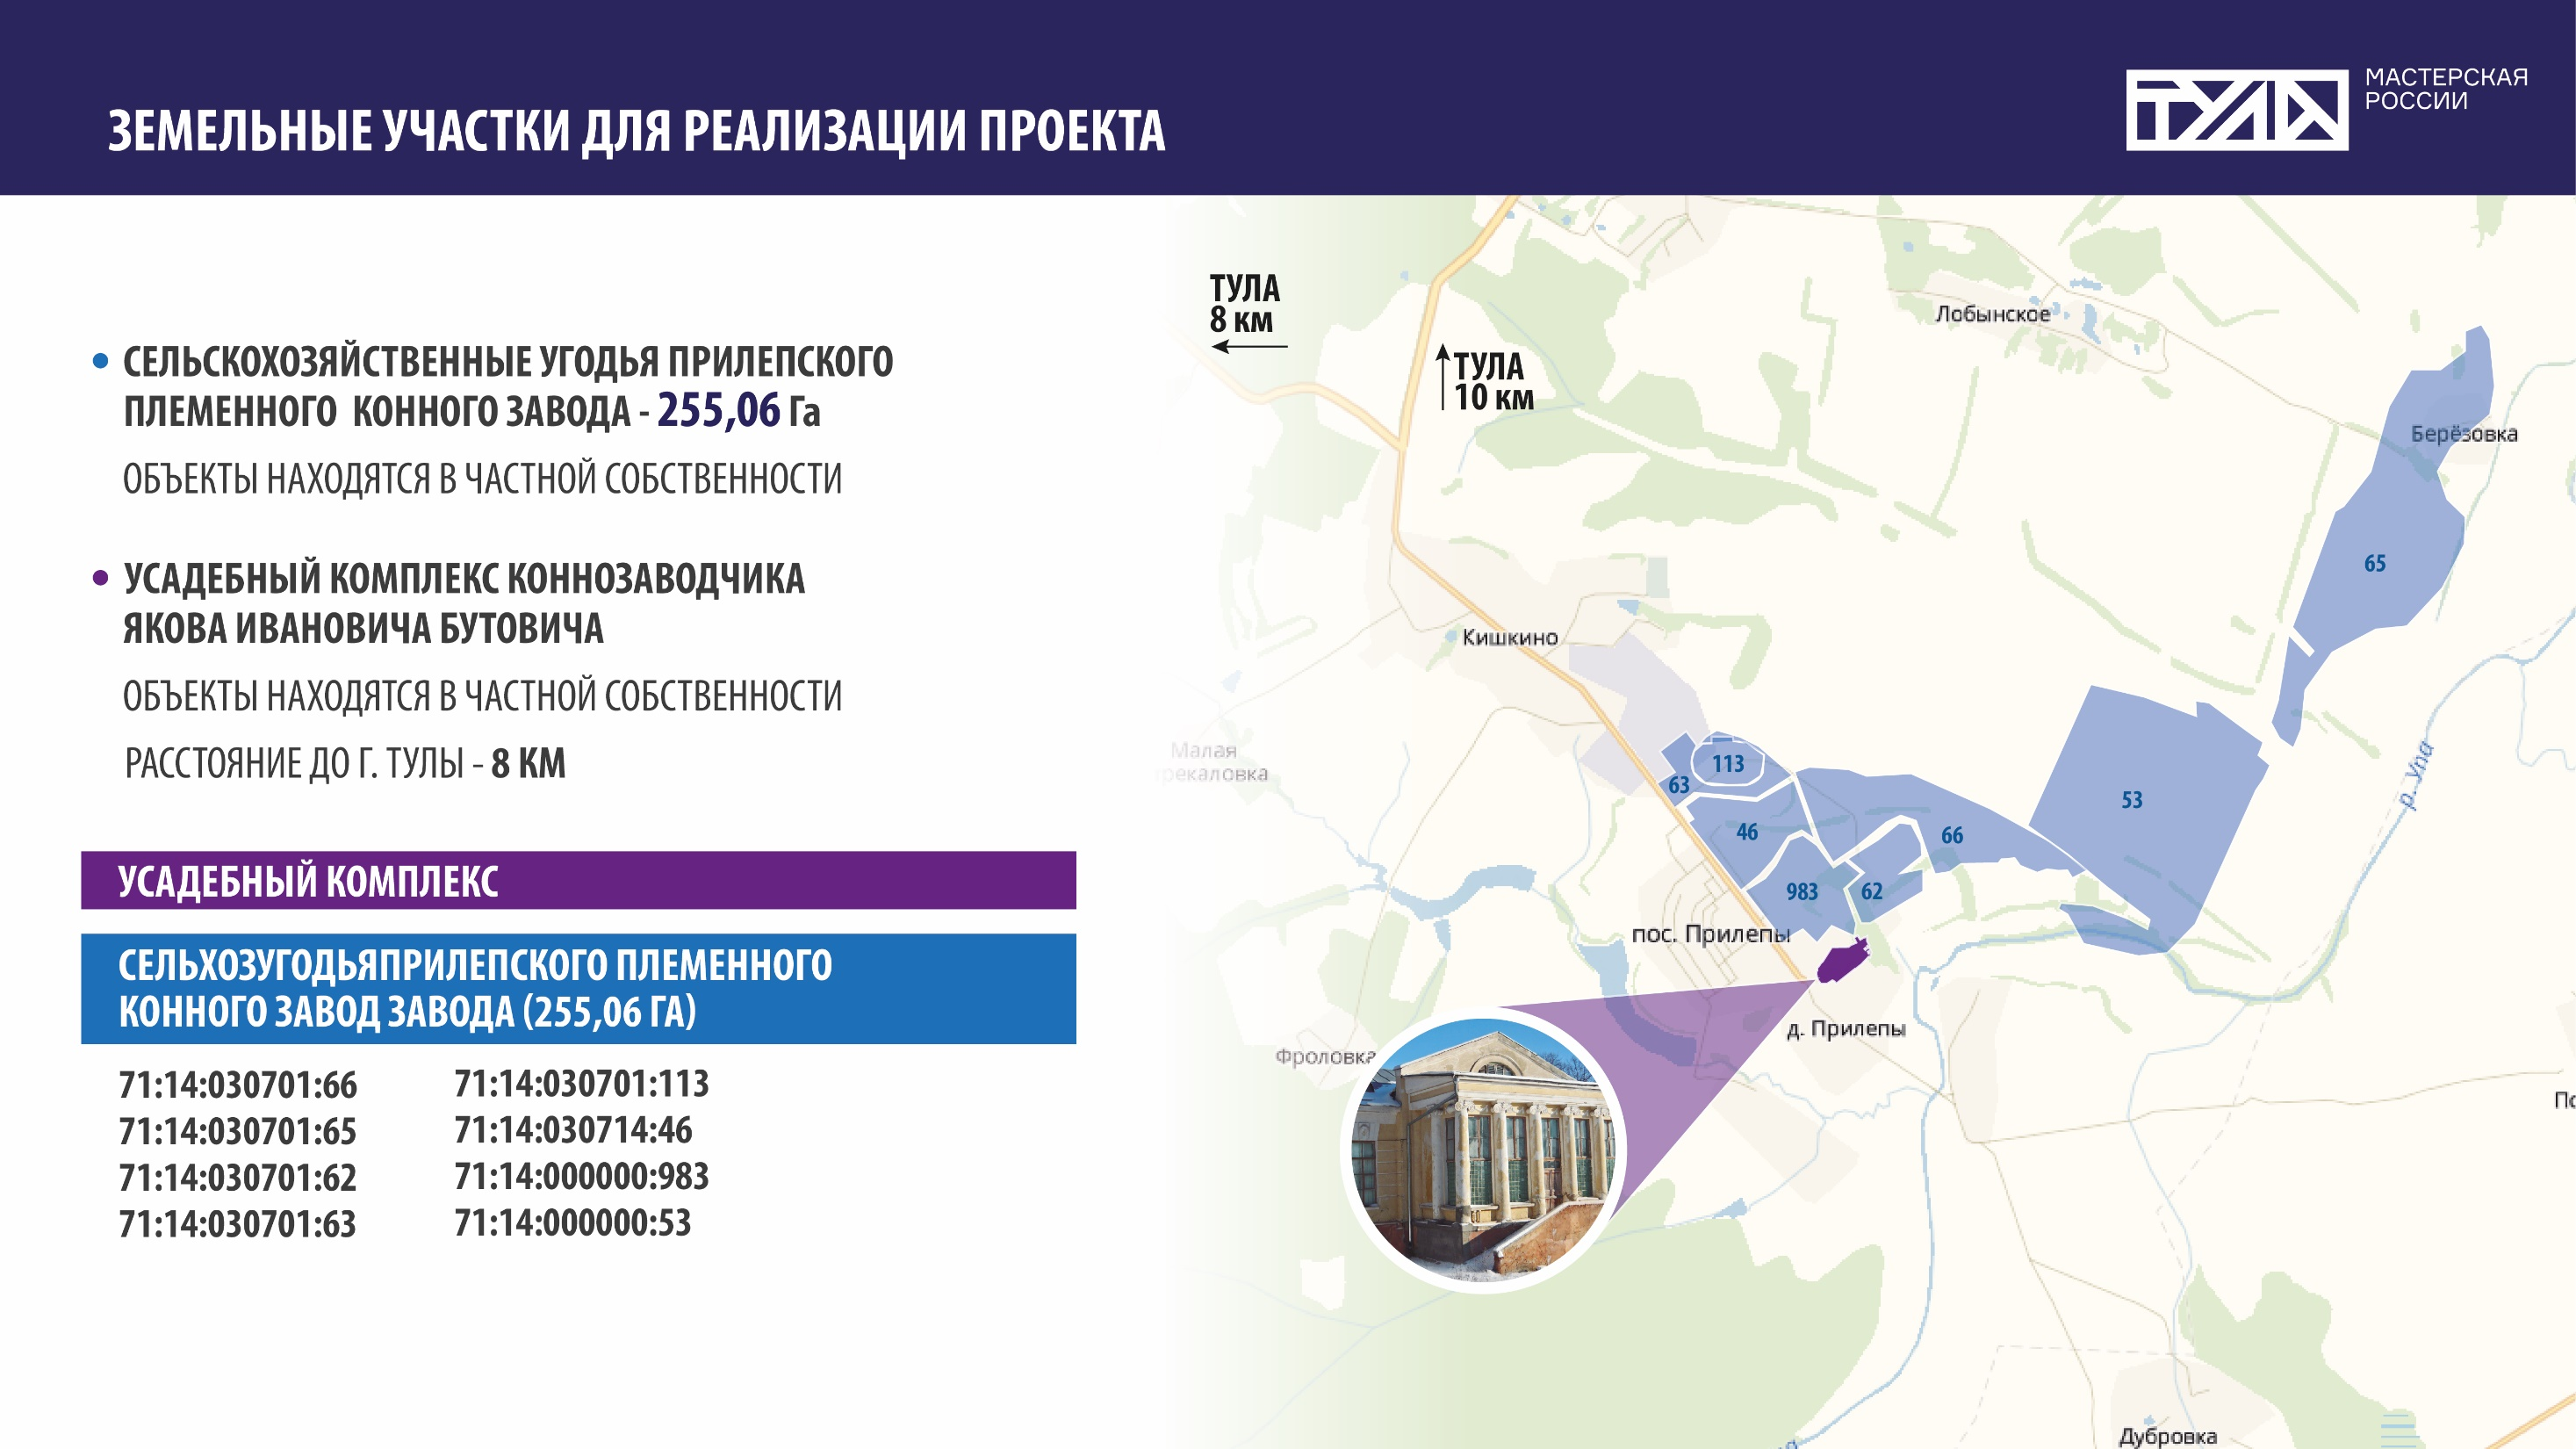 ЗЕМЕЛЬНЫЕ УЧАСТКИ ДЛЯ РЕАЛИЗАЦИИ ПРОЕКТА
ТУЛА
МАСТЕРСКАЯ
РОССИИ
СЕЛЬСКОХОЗЯЙСТВЕННЫЕ УГОДЬЯ ПРИЛЕПСКОГО
ПЛЕМЕННОГО КОННОГО ЗАВОДА - 255,06 Га
ОБЪЕКТЫ НАХОДЯТСЯ В ЧАСТНОЙ СОБСТВЕННОСТИ
УСАДЕБНЫЙ КОМПЛЕКС КОННОЗАВОДЧИКА
ЯКОВА ИВАНОВИЧА БУТОВИЧА
ОБЪЕКТЫ НАХОДЯТСЯ В ЧАСТНОЙ СОБСТВЕННОСТИ
РАССТОЯНИЕ ДО Г. ТУЛЫ - 8 КМ
УСАДЕБНЫЙ КОМПЛЕКС
СЕЛЬХОЗУГОДЬЯПРИЛЕПСКОГО ПЛЕМЕННОГО
КОННОГО ЗАВОД ЗАВОДА (255,06 ГА)
71:14:030701:66
71:14:030701:65
71:14:030701:62
71:14:030701:63
71:14:030701:113
71:14:030714:46
71:14:000000:983
71:14:000000:53
ТУЛА
8 км
ТУЛА
10 км
Лобынское
Берёзовка
65
Кишкино
Малая
113
63
53
46
66
983
62
р. Упа
пос. Прилепы
д. Прилепы
Фроловка
Дубровка